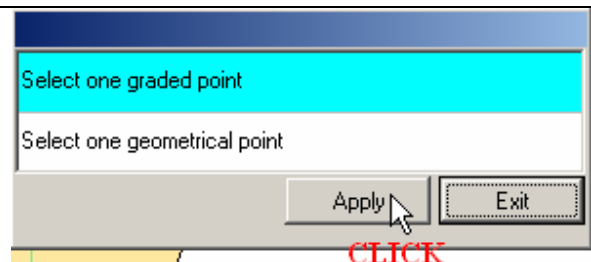 Select one graded point
Select one geometrical point
Apply Exit
CLICK